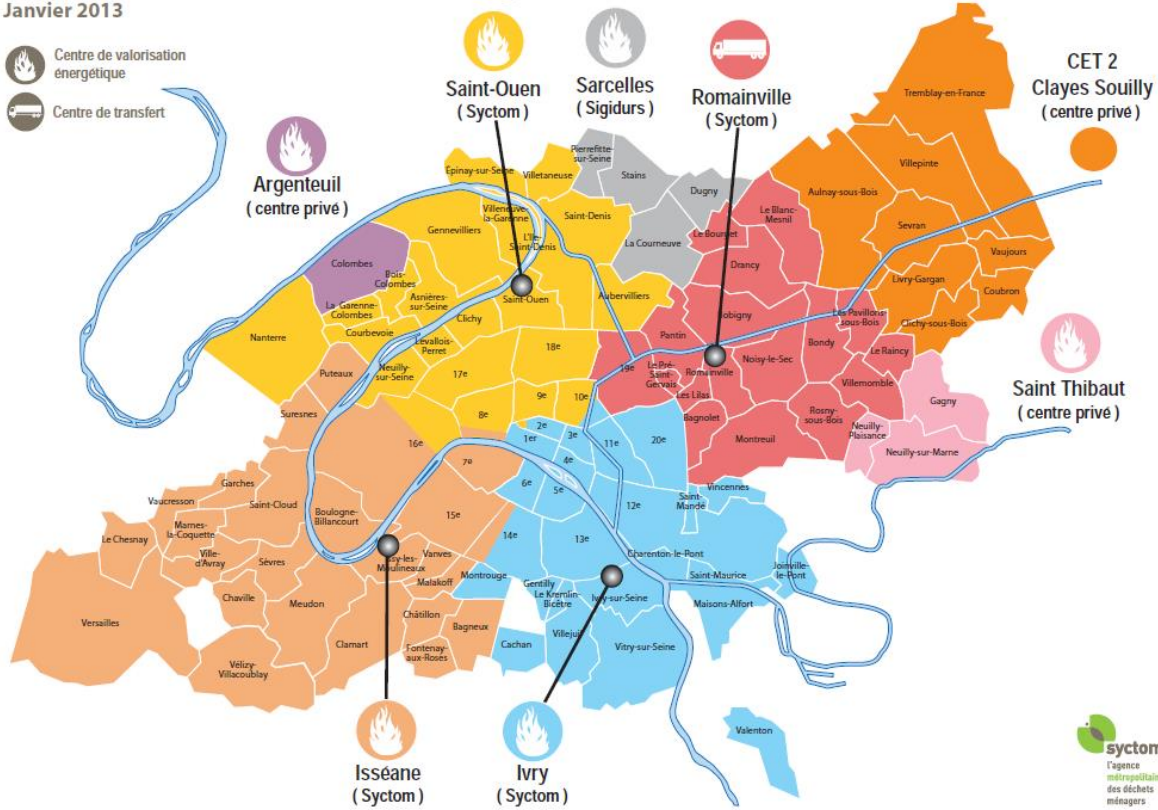 Janvier 2013
Centre de valorisation
énergétique
Centre de transfert
Argenteuil
( centre privé )
Saint-Ouen
( Syctom )
Sarcelles
( Sigidurs )
Romainville
( Syctom )
CET 2
Clayes Souilly
( centre privé )
Saint Thibaut
( centre privé )
Isséane
( Syctom )
Ivry
( Syctom )
Tremblay-en-France
Villepinte
Aulnay-sous-Bois
Sevran
Vaujours
Livry-Gargan
Coubron
Clichy-sous-Bois
Épinay-sur-Seine
Villetaneuse
Pierrefitte-
sur-Seine
Stains
Dugny
La Courneuve
Villeneuve
la-Garenne
Saint-Denis
L'Ile-
Saint-Denis
Gennevilliers
Colombes
Bois-
Colombes
Asnières-
sur-Seine
La Garenne-
Colombes
Saint-Ouen
Aubervilliers
Clichy
Courbevoie
Levallois-
Perret
Nanterre
Neuilly-
sur-Seine
17e
18e
8e
9e
10e
Le Blanc-
Mesnil
Le Bourget
Drancy
Bobigny
Pantin
19e
Le Pré-
Saint-
Gervais
Romainville
Les Lilas
Bagnolet
Noisy-le-Sec
Bondy
Les Pavillons-
sous-Bois
Le Raincy
Villemomble
Rosny-
sous-Bois
Montreuil
Gagny
Neuilly-
Plaisance
Neuilly-sur-Marne
Puteaux
Suresnes
16e
7e
15e
Garches
Vaucresson
Saint-Cloud
Marnes-
la-Coquette
Le Chesnay
Ville-
d'Avray
Boulogne-
Billancourt
Sèvres
Issy-les-
Moulineaux
Vanves
Malakoff
Chaville
Meudon
Châtillon
Bagneux
Versailles
Clamart
Fontenay-
aux-Roses
Vélizy-
Villacoublay
2e
1er
3e
4e
11e
20e
6e
5e
12e
14e
13e
Vincennes
Saint-
Mandé
Charenton-le-Pont
Saint-Maurice
Joinville-
le-Pont
Maisons-Alfort
Montrouge
Gentilly
Le Kremlin-
Bicêtre
Ivry-sur-Seine
Cachan
Villejuif
Vitry-sur-Seine
Valenton
syctom
l'agence
métropolitaine
des déchets
ménagers